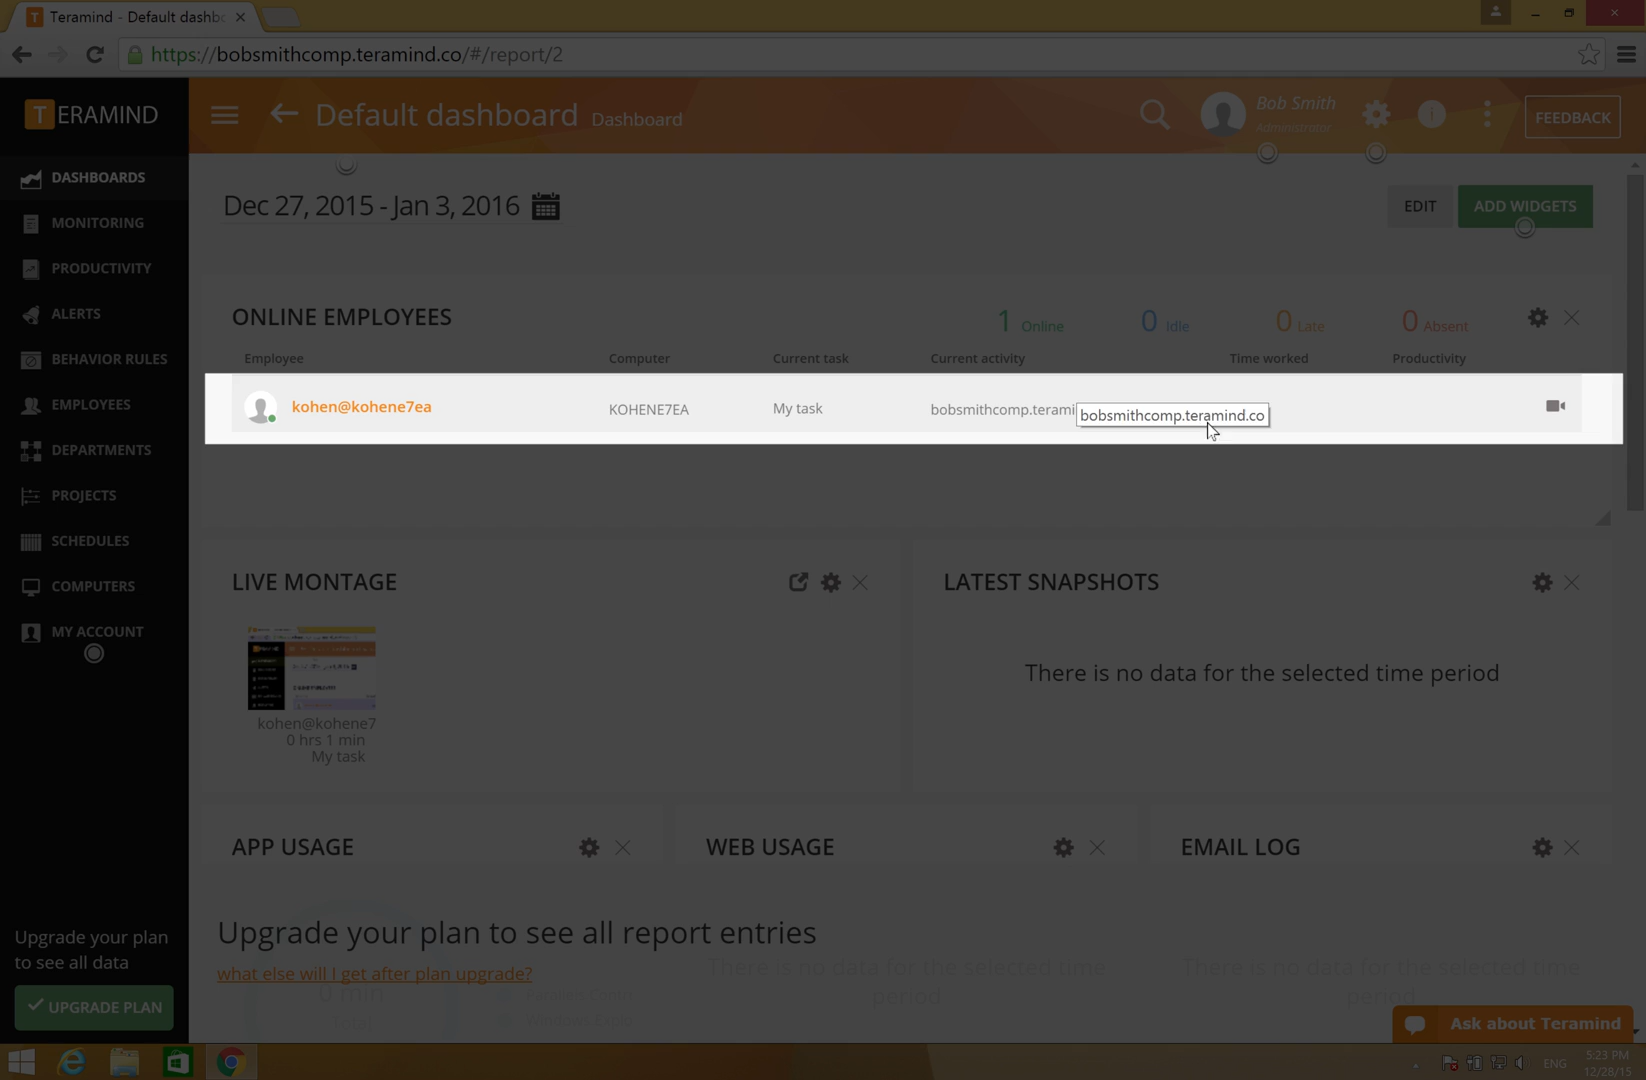 Teramind - Default dashbo
https://bobsmithcomp.teramind.co/#/report/2
TERAMIND
Default dashboard Dashboard
Bob Smith
Administrator
FEEDBACK
DASHBOARDS
MONITORING
PRODUCTIVITY
ALERTS
BEHAVIOR RULES
EMPLOYEES
DEPARTMENTS
PROJECTS
SCHEDULES
COMPUTERS
MY ACCOUNT
Upgrade your plan
to see all data
UPGRADE PLAN
Dec 27, 2015 - Jan 3, 2016
EDIT
ADD WIDGETS
ONLINE EMPLOYEES
1 Online
0 Idle
0 Late
0 Absent
Employee Computer Current task Current activity Time worked Productivity
kohen@kohene7ea KOHENE7EA My task bobsmithcomp.terami
bobsmithcomp.teramind.co
LIVE MONTAGE
kohen@kohene7
0 hrs 1 min
My task
LATEST SNAPSHOTS
There is no data for the selected time period
APP USAGE
WEB USAGE
EMAIL LOG
Upgrade your plan to see all report entries
what else will I get after plan upgrade?
0 min
Total
There is no data for the selected time
period
There is no data for the selected time
period
Ask about Teramind
ENG
5:23 PM
12/28/15